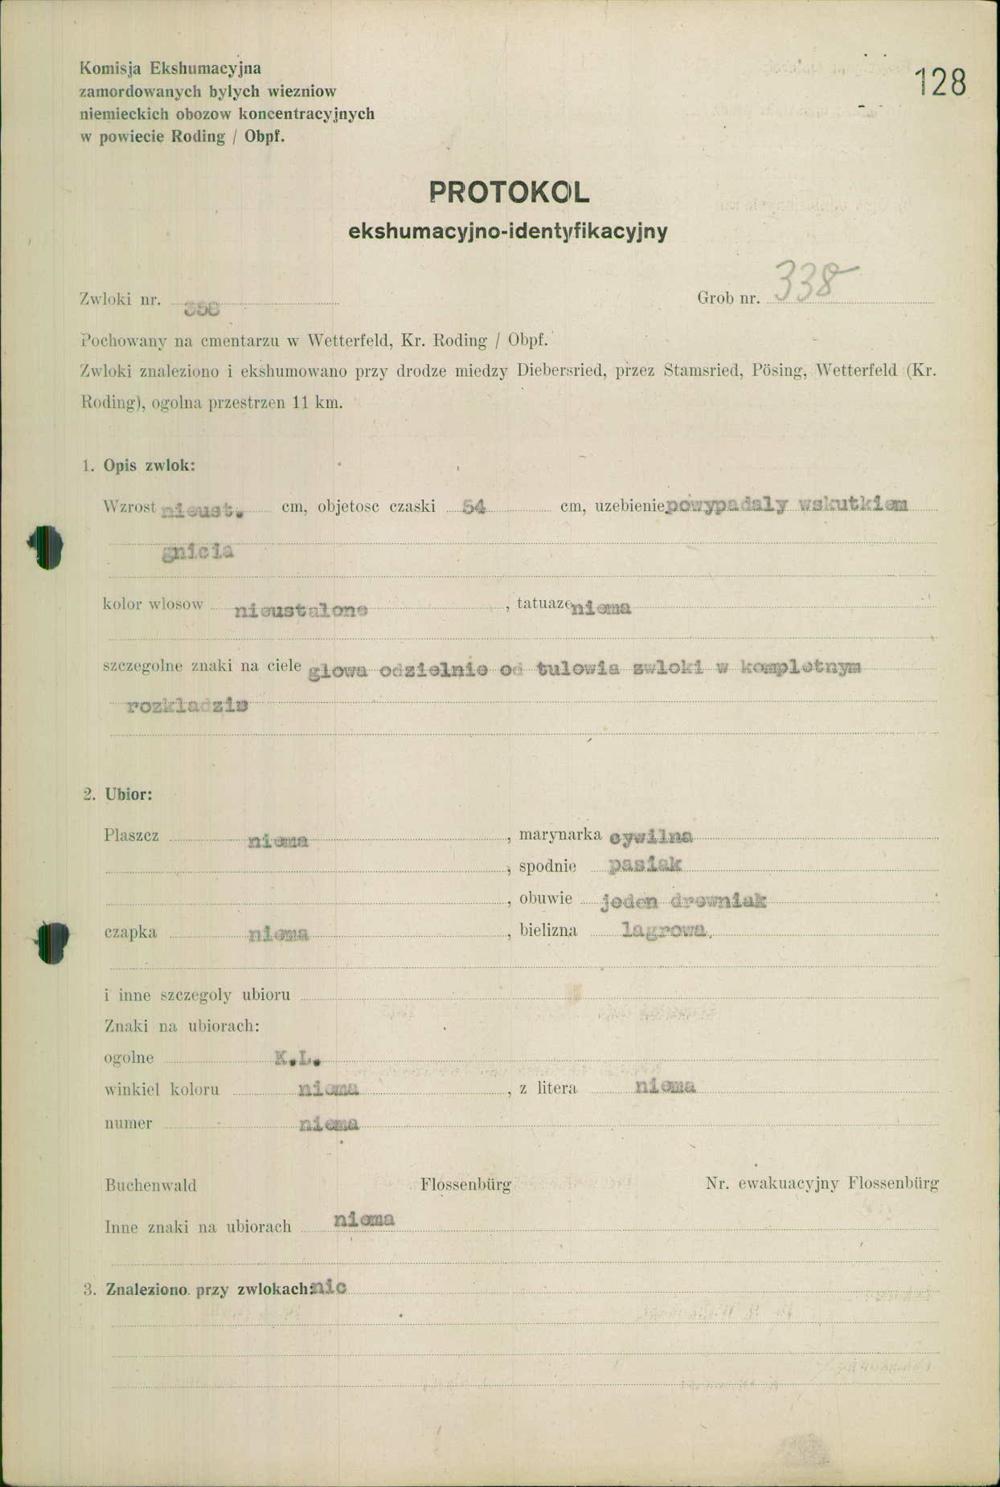 128
Komisja Ekshumacyjna
zamordowanych bylych wiezniow
niemieckich obozow koncentracyjnych
w powiecie Roding / Obpf.
PROTOKOL
ekshumacyjno-identyfikacyjny
Zwloki nr. Grob nr. 338
Pochowany na cmentarzu w Wetterfeld, Kr. Roding / Obpf.
Zwloki znaleziono i ekshumowano przy drodze miedzy Diebersried, przez Stamsried, Pösing, Wetterfeld (Kr.
Roding), ogolna przestrzen 11 km.
1. Opis zwlok:
Wzrost nieust. cm, objetosc czaski 54 cm, uzebienie powypadaly wskutkiem
gnicia
kolor wlosow nieustalone , tatuaze niema
szczegolne znaki na ciele glowa odzielnie od tulowia zwloki w kompletnym
rozkladzie
2. Ubior:
Plaszcz niema , marynarka cywilna
, spodnie pasiak
, obuwie jeden drewniak
czapka niema , bielizna lagrowa.
i inne szczegoly ubioru
Znaki na ubiorach:
ogolne K.L.
winkiel koloru niema , z litera niema
numer niema
Buchenwald Flossenbürg Nr. ewakuacyjny Flossenbürg
Inne znaki na ubiorach niema
3. Znaleziono przy zwlokach: nic